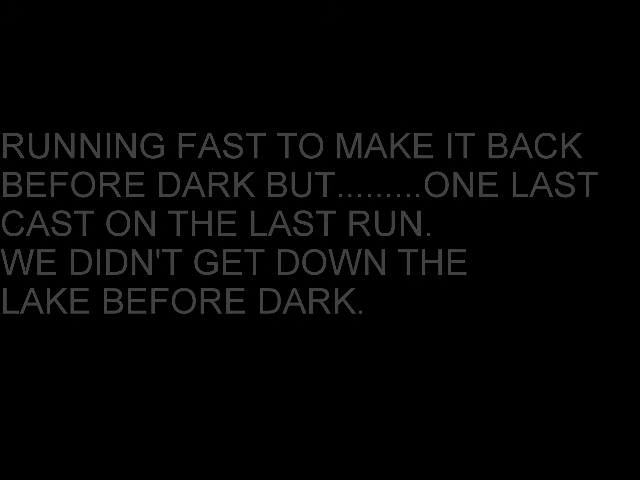 RUNNING FAST TO MAKE IT BACK
BEFORE DARK BUT.........ONE LAST
CAST ON THE LAST RUN.
WE DIDN'T GET DOWN THE
LAKE BEFORE DARK.